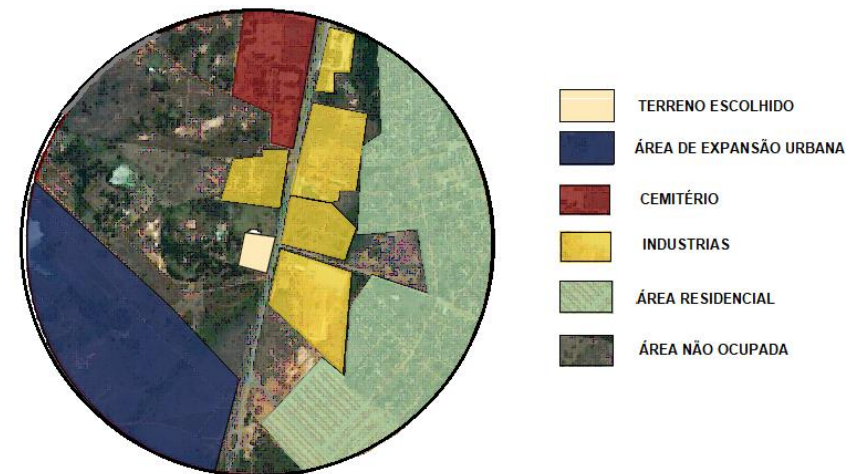 TERRENO ESCOLHIDO
ÁREA DE EXPANSÃO URBANA
CEMITÉRIO
INDUSTRIAS
ÁREA RESIDENCIAL
ÁREA NÃO OCUPADA